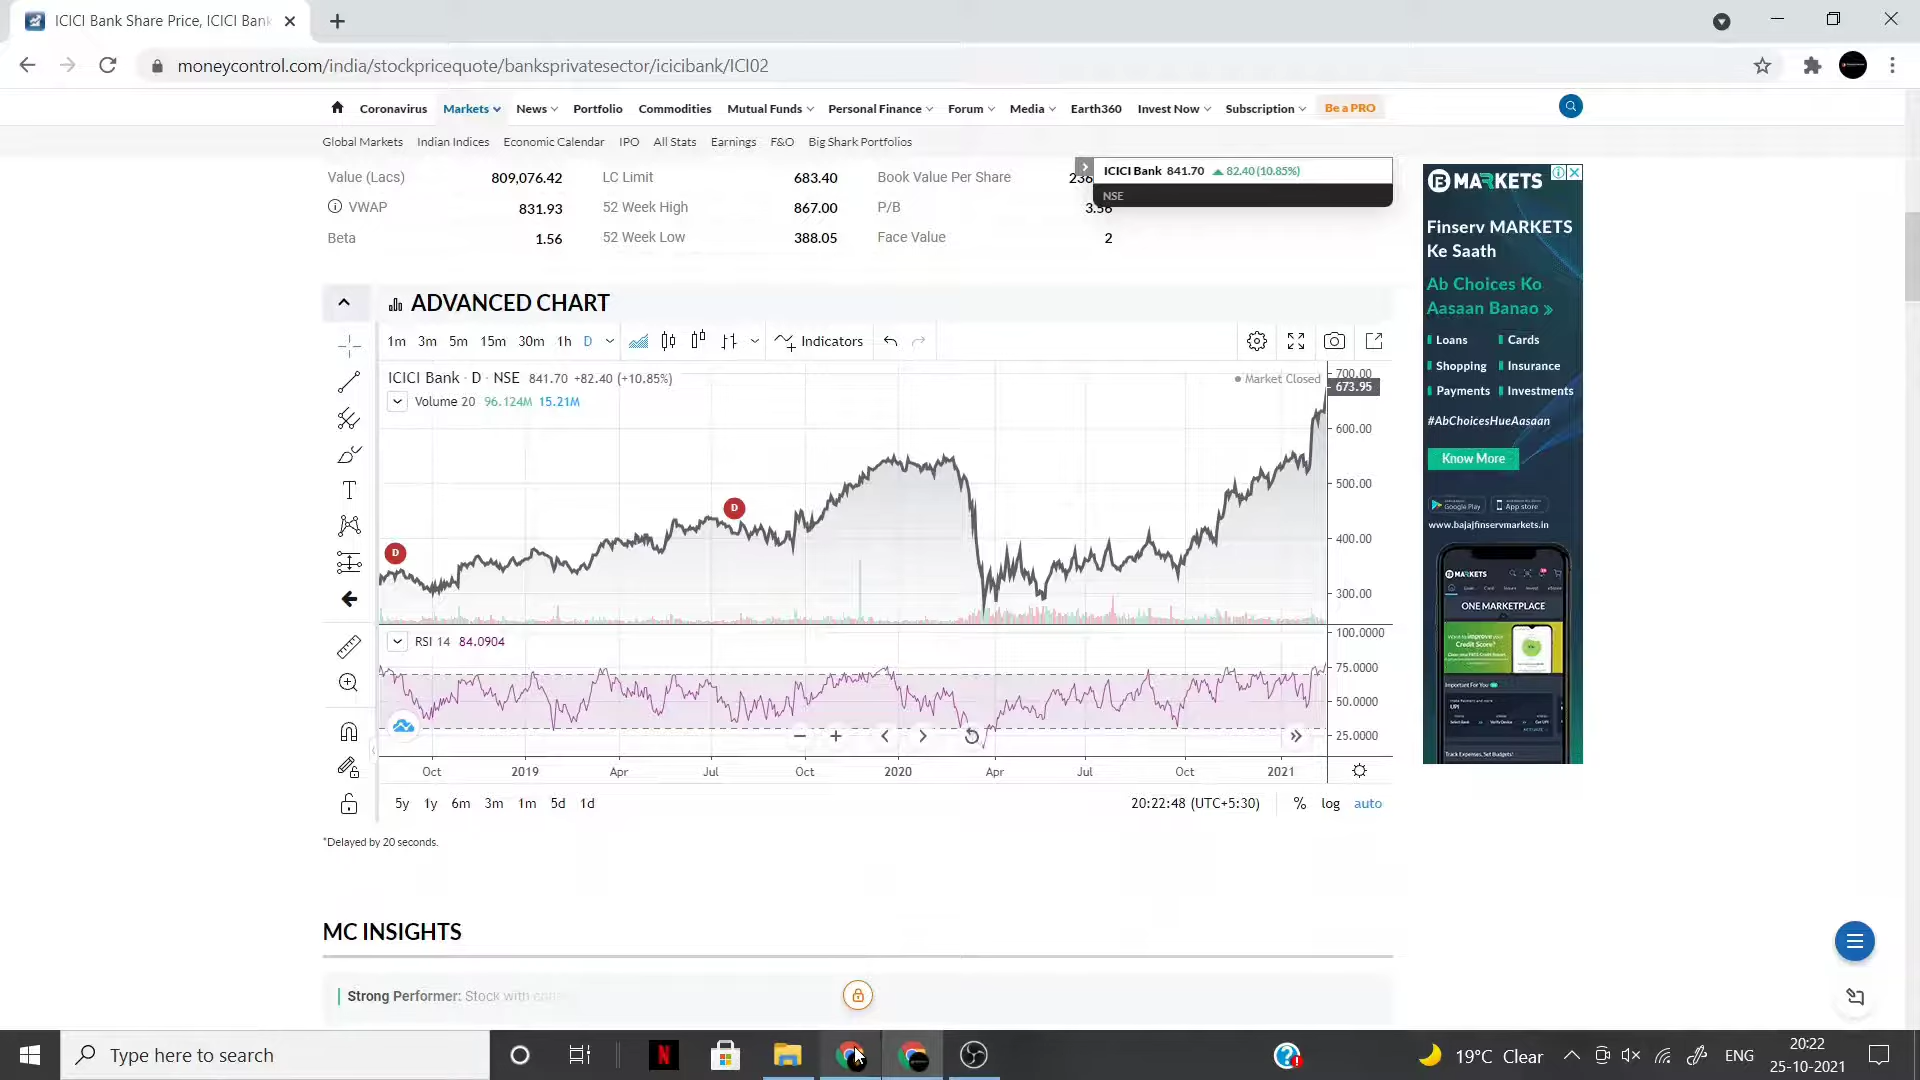 ICICI Bank Share Price, ICICI Bank
moneycontrol.com/india/stockpricequote/banksprivatesector/icicibank/ICI02
Coronavirus Markets News Portfolio Commodities Mutual Funds Personal Finance Forum Media Earth360 Invest Now Subscription Be a PRO
Global Markets Indian Indices Economic Calendar IPO All Stats Earnings F&O Big Shark Portfolios
Value (Lacs) 809,076.42 LC Limit 683.40 Book Value Per Share 236
ICICI Bank 841.70 82.40 (10.85%)
NSE
VWAP 831.93 52 Week High 867.00 P/B 3.56
Beta 1.56 52 Week Low 388.05 Face Value 2
ADVANCED CHART
1m 3m 5m 15m 30m 1h D Indicators
ICICI Bank · D · NSE 841.70 +82.40 (+10.85%)
Market Closed
Volume 20 96.124M 15.21M
700.00
673.95
600.00
500.00
400.00
300.00
D
D
RSI 14 84.0904
100.0000
75.0000
50.0000
25.0000
Oct 2019 Apr Jul Oct 2020 Apr Jul Oct 2021
5y 1y 6m 3m 1m 5d 1d 20:22:48 (UTC+5:30) % log auto
*Delayed by 20 seconds.
MC INSIGHTS
Strong Performer: Stock with
MARKETS
Finserv MARKETS
Ke Saath
Ab Choices Ko
Aasaan Banao »
Loans Cards
Shopping Insurance
Payments Investments
#AbChoicesHueAasaan
Know More
Google Play App store
www.bajajfinservmarkets.in
MARKETS
ONE MARKETPLACE
Type here to search
N
19°C Clear
ENG
20:22
25-10-2021